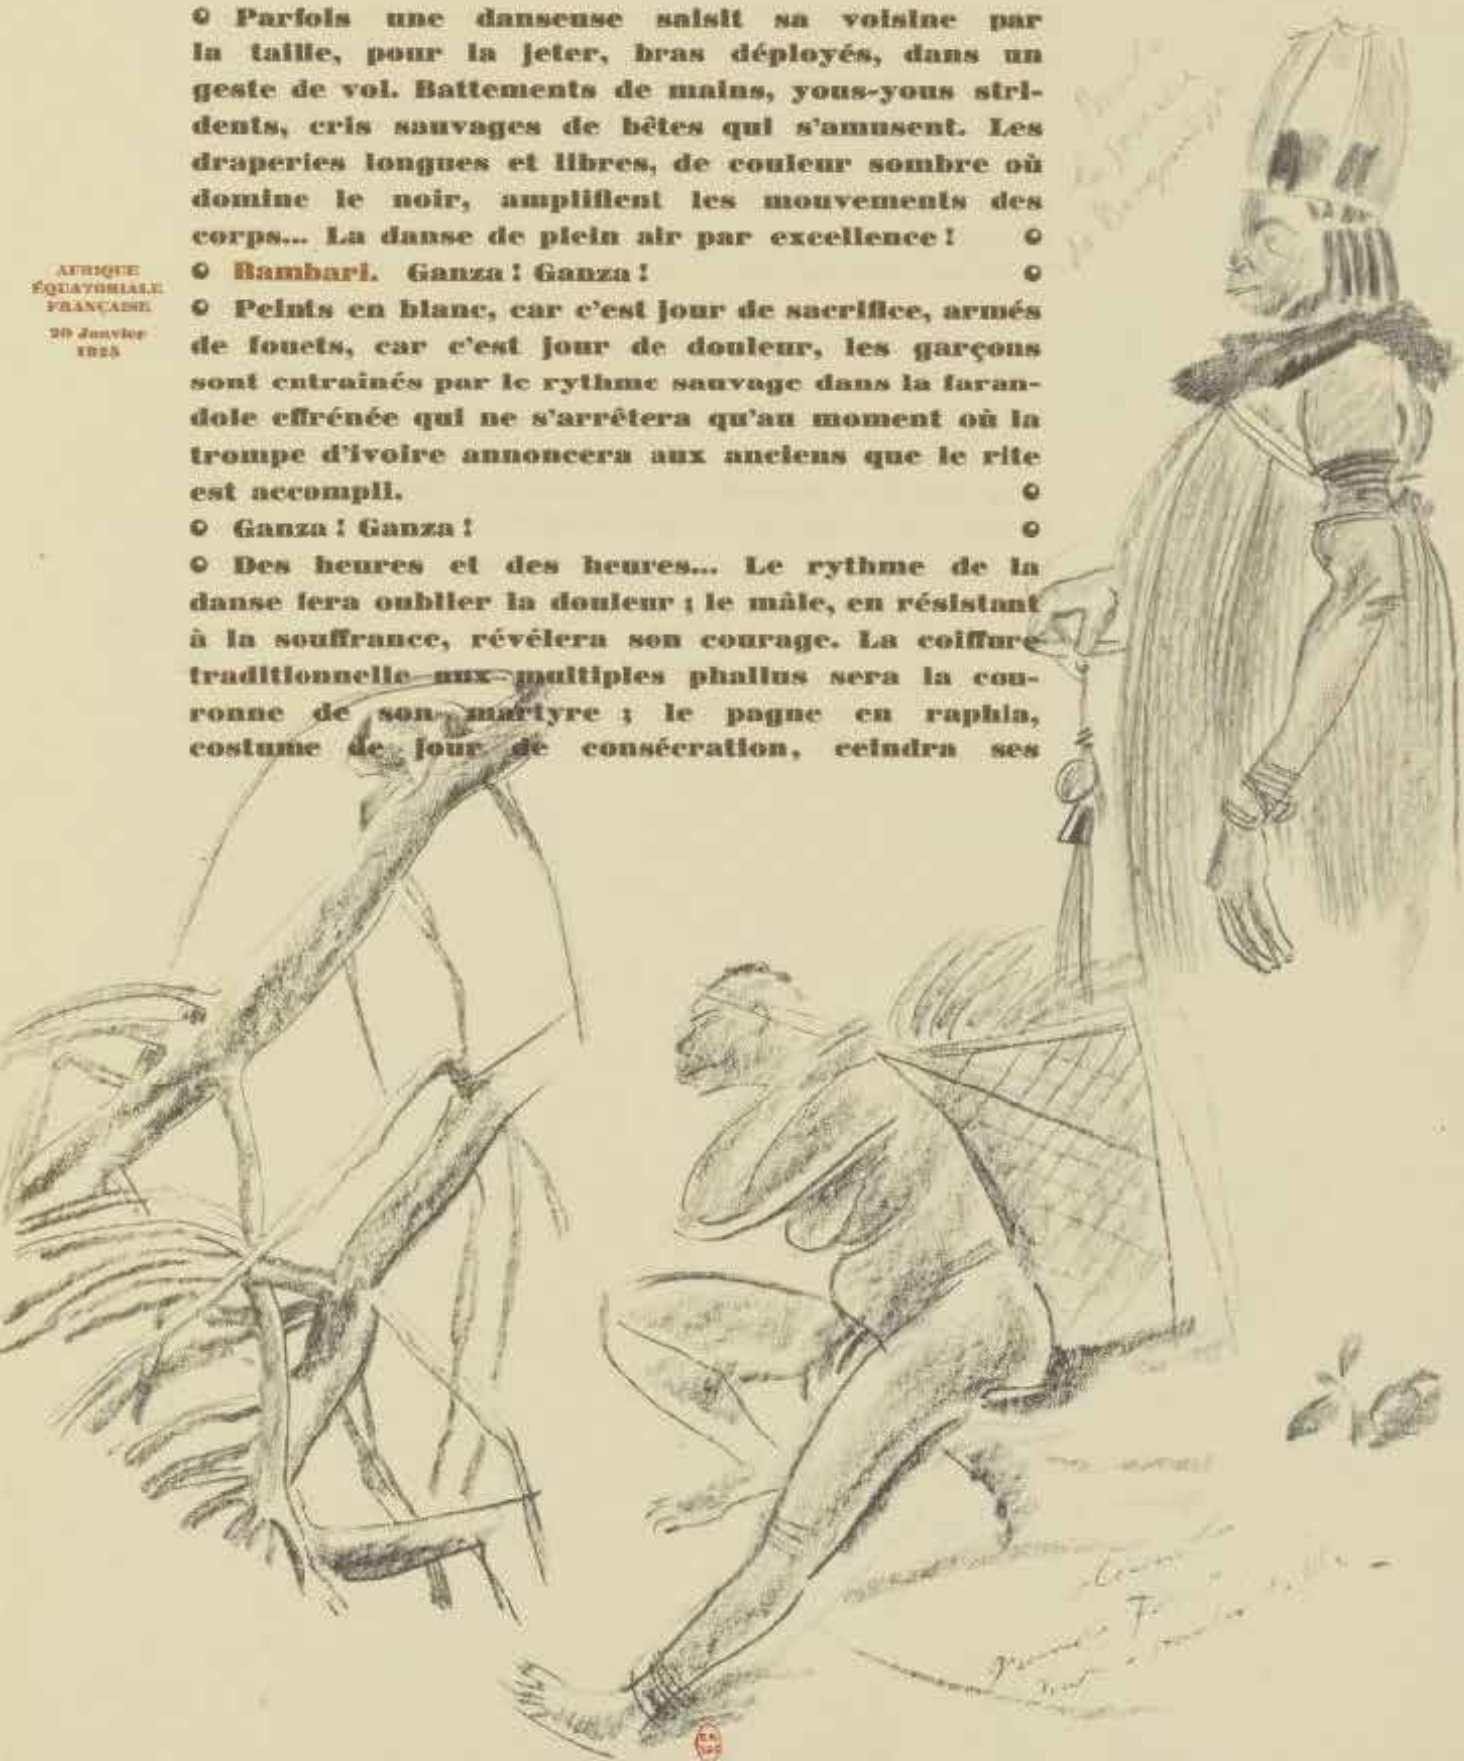 Parfois une danseuse saisit sa voisine par
la taille, pour la jeter, bras déployés, dans un
geste de vol. Battements de mains, yous-yous stri-
dents, cris sauvages de bêtes qui s'amusent. Les
draperies longues et libres, de couleur sombre où
domine le noir, amplifient les mouvements des
corps... La danse de plein air par excellence !
AFRIQUE
ÉQUATORIALE
FRANÇAISE
20 Janvier
1925
Bambari. Ganza ! Ganza !
Peints en blanc, car c'est jour de sacrifice, armés
de fouets, car c'est jour de douleur, les garçons
sont entraînés par le rythme sauvage dans la faran-
dole effrénée qui ne s'arrêtera qu'au moment où la
trompe d'ivoire annoncera aux anciens que le rite
est accompli.
Ganza ! Ganza !
Des heures et des heures... Le rythme de la
danse fera oublier la douleur ; le mâle, en résistant
à la souffrance, révélera son courage. La coiffure
traditionnelle aux multiples phallus sera la cou-
ronne de son martyre ; le pagne en raphia,
costume de jour de consécration, ceindra ses